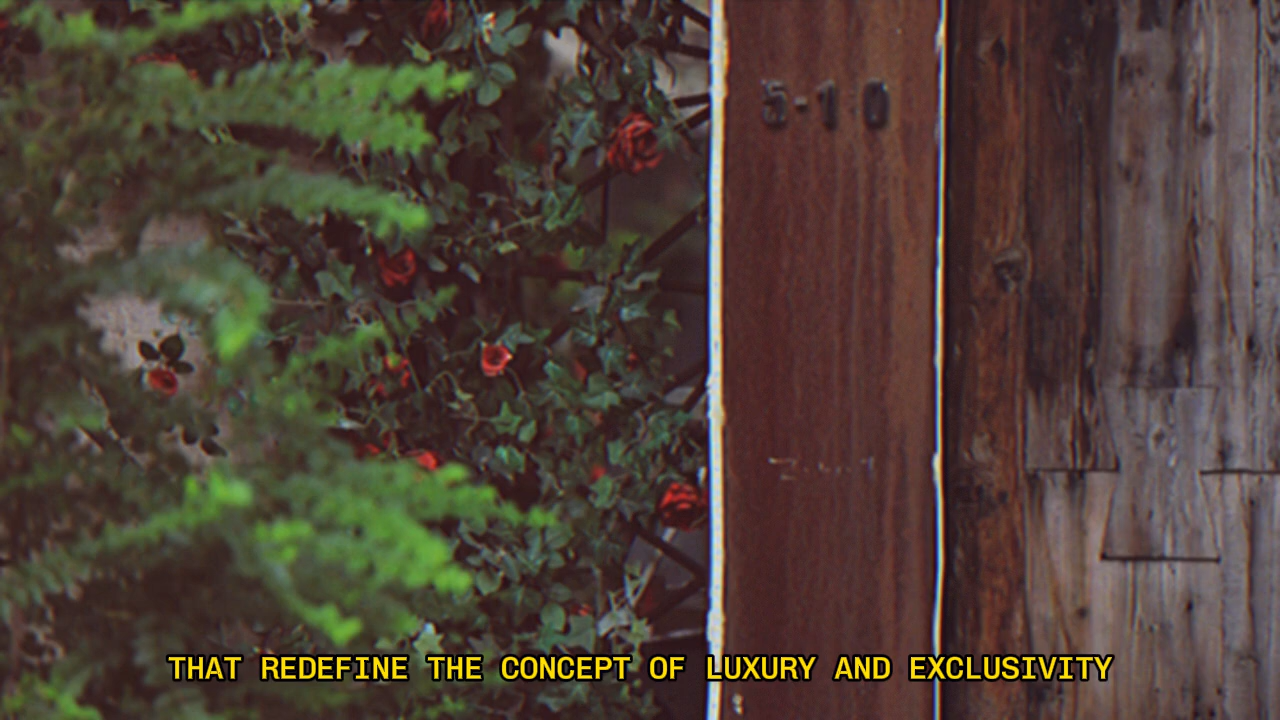 5-10
THAT REDEFINE THE CONCEPT OF LUXURY AND EXCLUSIVITY